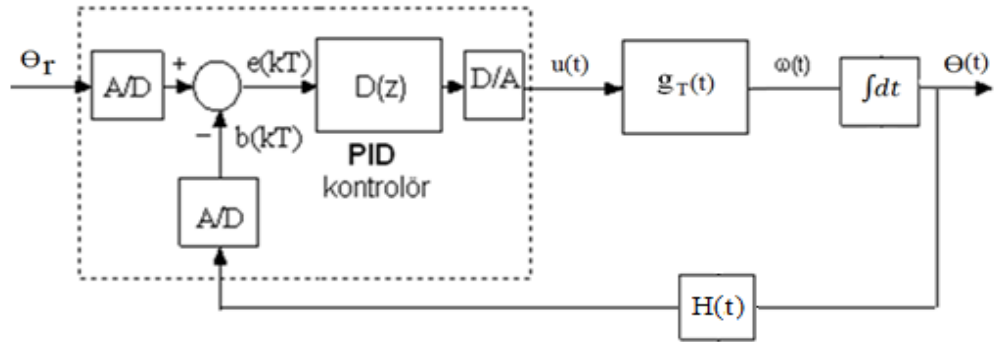 Θr
A/D
+
e(kT)
D(z)
D/A
u(t)
gT(t)
ω(t)
∫dt
Θ(t)
−
b(kT)
PID
kontrolör
A/D
H(t)